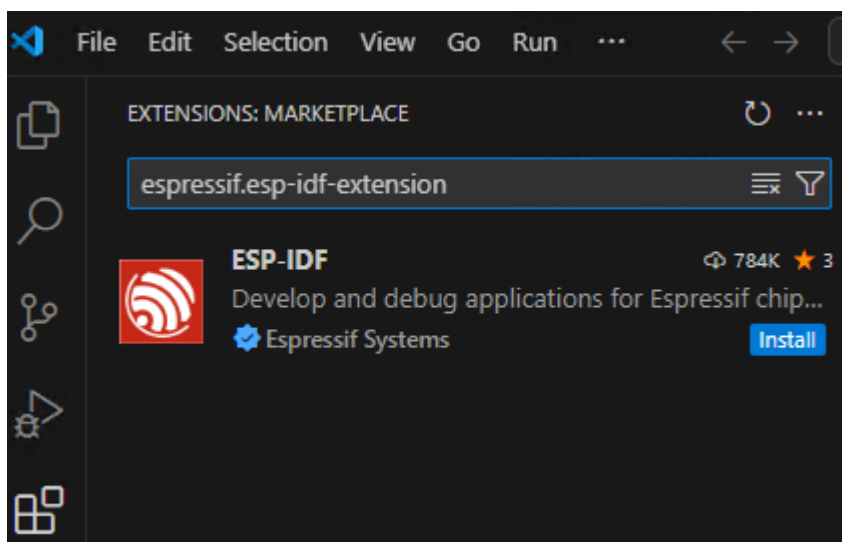 File Edit Selection View Go Run ...
EXTENSIONS: MARKETPLACE
espressif.esp-idf-extension
ESP-IDF 784K 3
Develop and debug applications for Espressif chip...
Espressif Systems Install